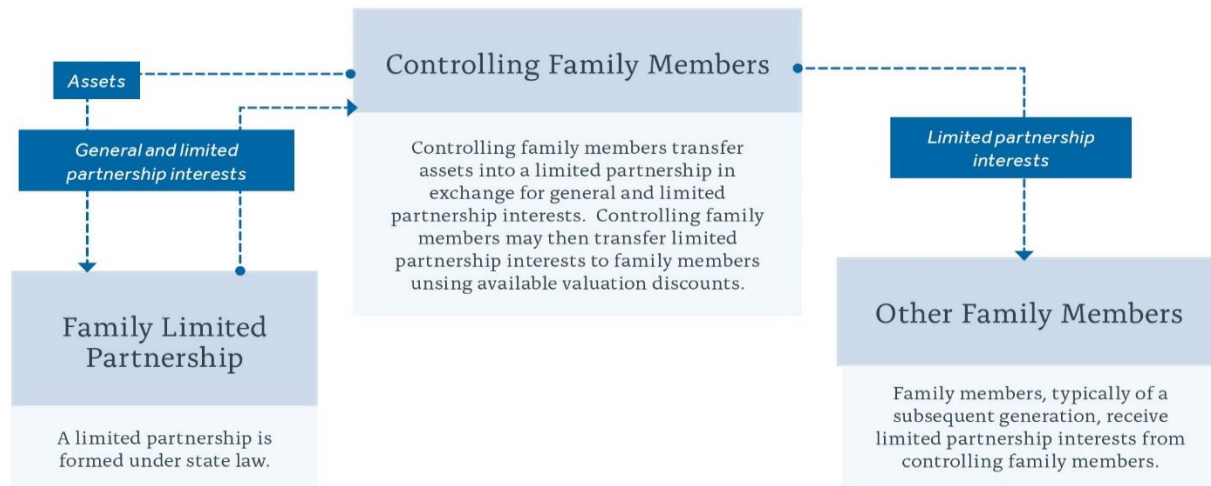 Assets
General and limited
partnership interests
Controlling Family Members
Controlling family members transfer
assets into a limited partnership in
exchange for general and limited
partnership interests.  Controlling family
members may then transfer limited
partnership interests to family members
unsing available valuation discounts.
Limited partnership
interests
Family Limited
Partnership
A limited partnership is
formed under state law.
Other Family Members
Family members, typically of a
subsequent generation, receive
limited partnership interests from
controlling family members.